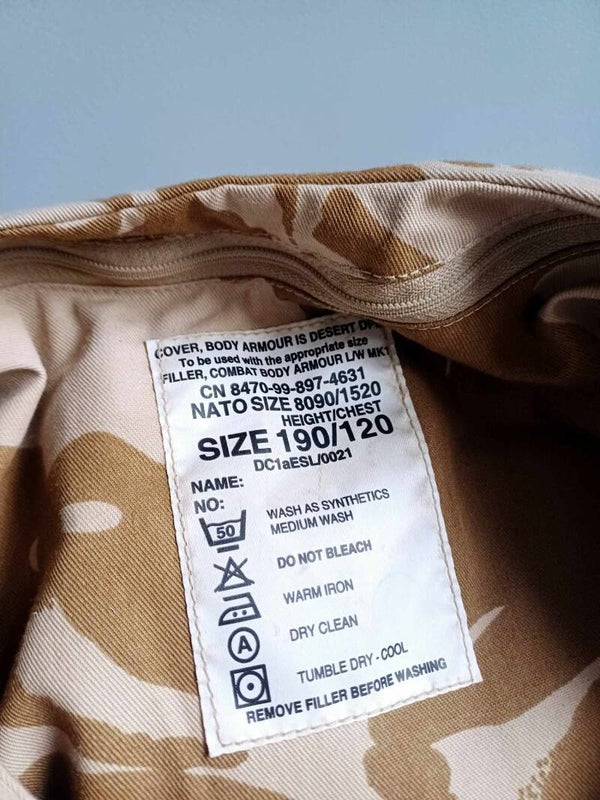 COVER, BODY ARMOUR IS DESERT DP
To be used with the appropriate size
FILLER, COMBAT BODY ARMOUR L/W MK1
CN 8470-99-897-4631
NATO SIZE 8090/1520
HEIGHT/CHEST
SIZE 190/120
DC1aESL/0021
NAME:
NO:
50
WASH AS SYNTHETICS
MEDIUM WASH
DO NOT BLEACH
WARM IRON
A
DRY CLEAN
TUMBLE DRY - COOL
REMOVE FILLER BEFORE WASHING